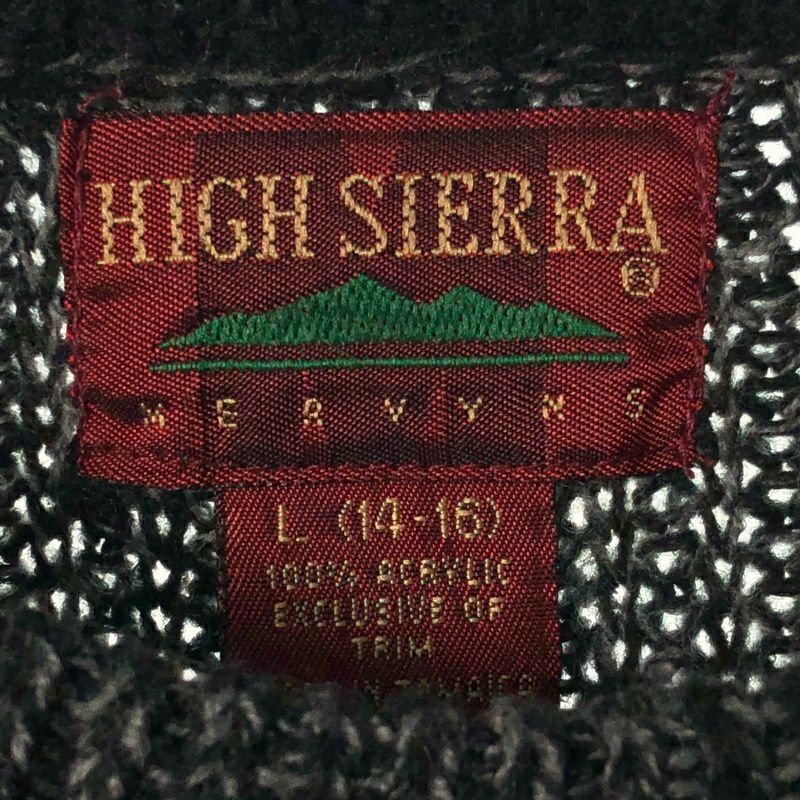 HIGH SIERRA®
MERVYNS
L (14-16)
100% ACRYLIC
EXCLUSIVE OF
TRIM